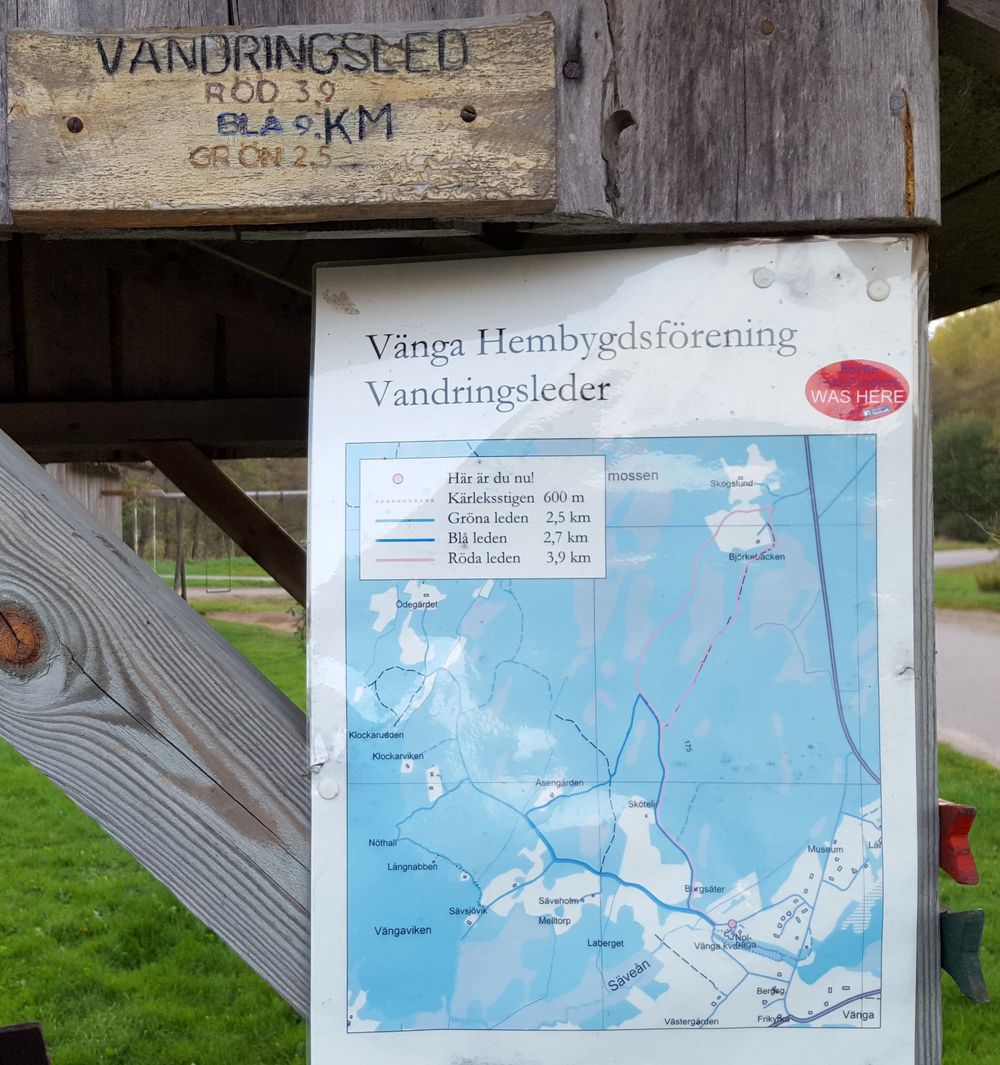 VANDRINGSLED
RÖD 3,9
BLÅ 9, KM
GRÖN 2,5
Vänga Hembygdsförening
Vandringsleder
WAS HERE
Här är du nu!
Kärleksstigen 600 m
Gröna leden 2,5 km
Blå leden 2,7 km
Röda leden 3,9 km
mossen
Skogslund
Björkebacken
Ödegärdet
Klockarudden
Klockarviken
175
Åsengården
Sköteli
Nöthall
Långnabben
Museum
Borgsäter
Sävsjövik
Säveholm
Melltorp
Vängaviken
Laberget
Säveån
Vänga kvarn
Västergården
Vänga